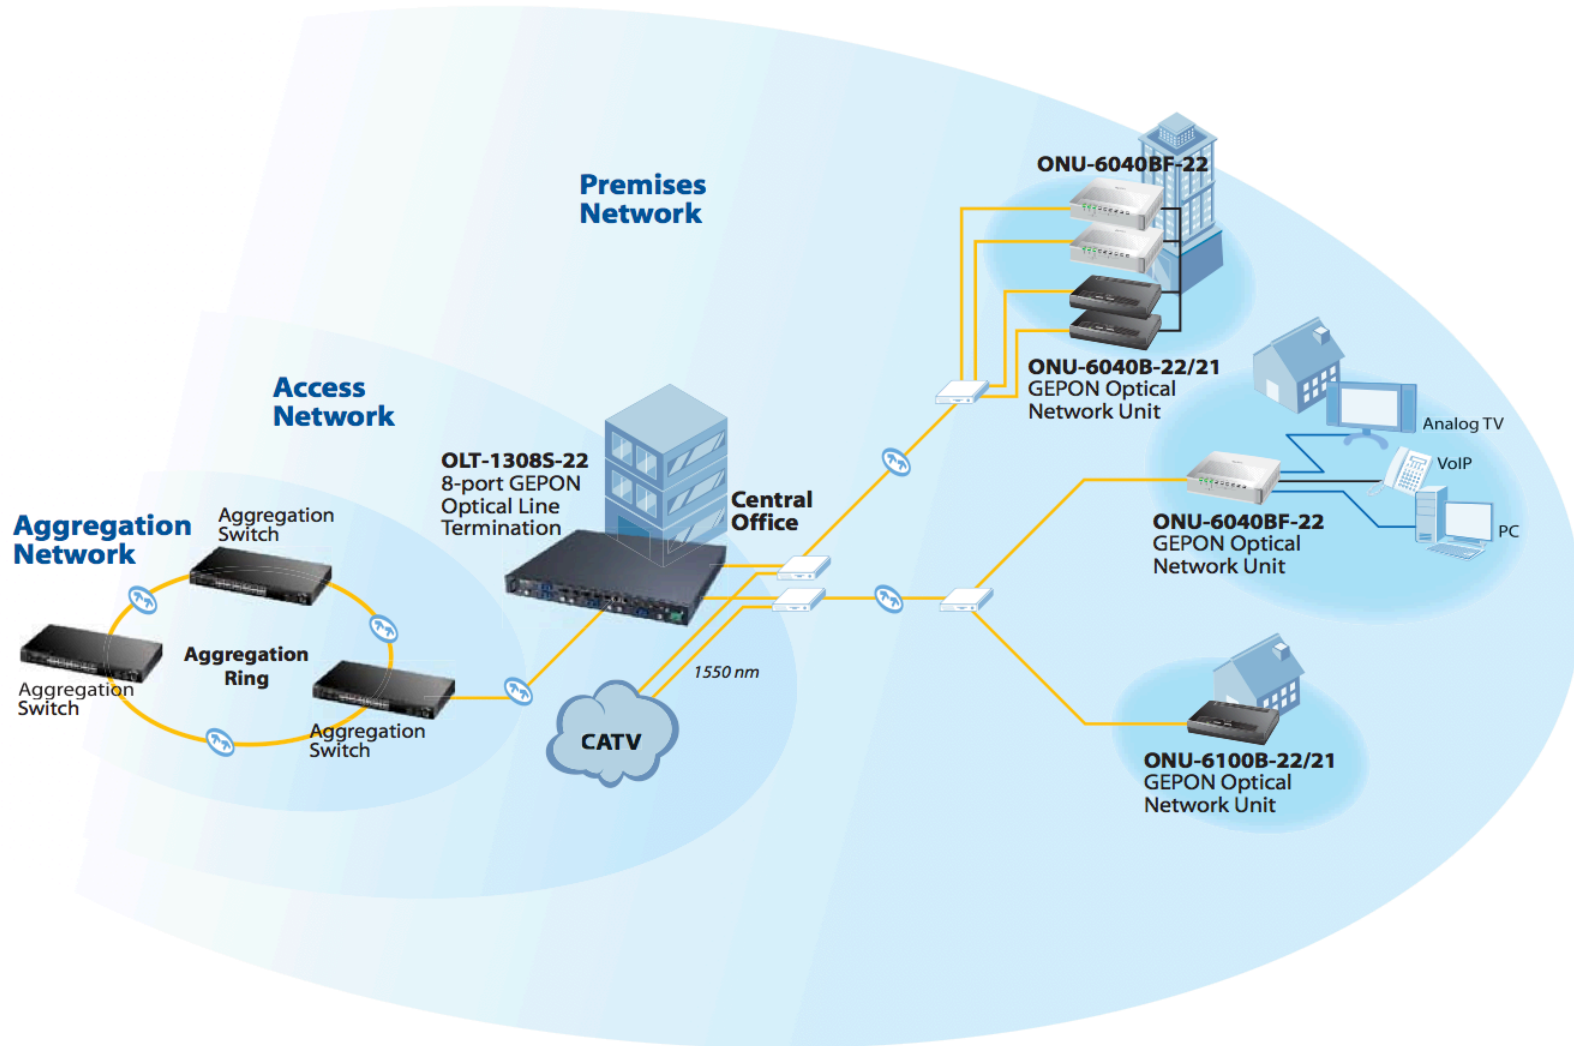 Premises
Network
ONU-6040BF-22
ONU-6040B-22/21
GEPON Optical
Network Unit
Access
Network
OLT-1308S-22
8-port GEPON
Optical Line
Termination
Central
Office
Analog TV
VoIP
PC
ONU-6040BF-22
GEPON Optical
Network Unit
Aggregation
Network
Aggregation
Switch
Aggregation
Ring
Aggregation
Switch
Aggregation
Switch
1550 nm
CATV
ONU-6100B-22/21
GEPON Optical
Network Unit